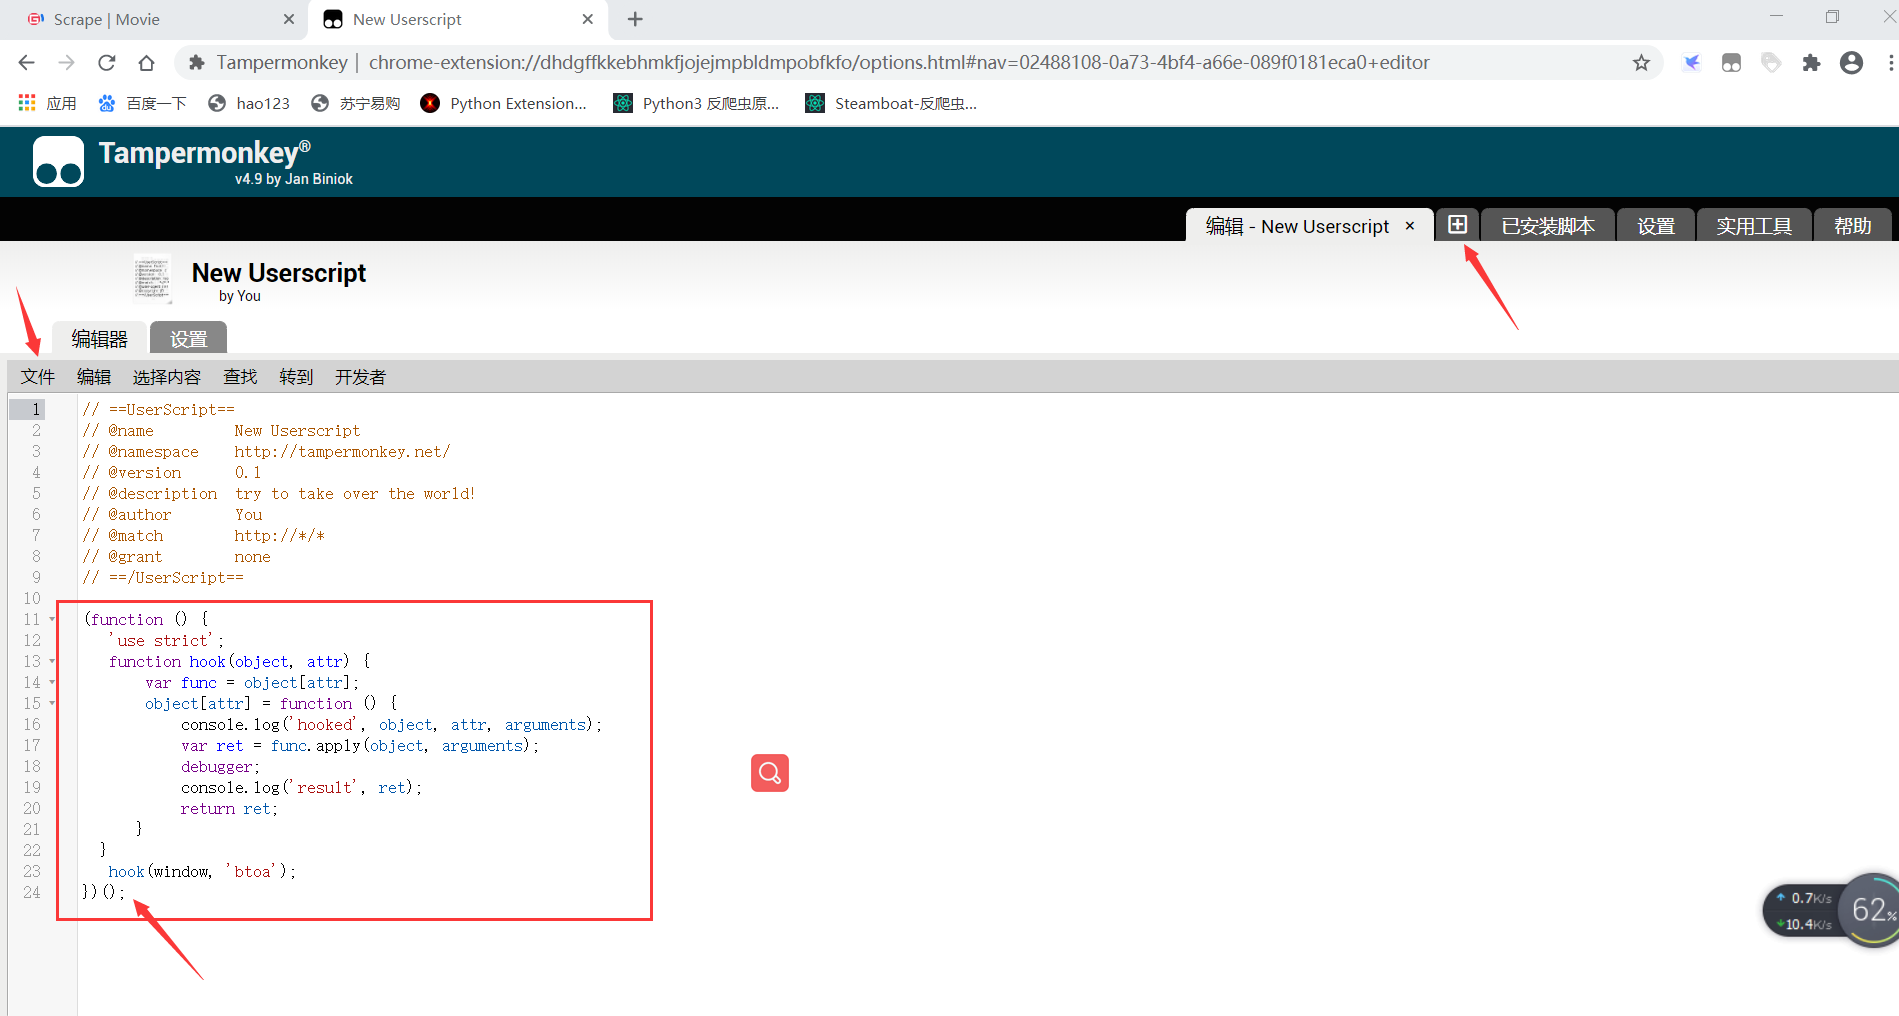 Scrape | Movie
New Userscript
Tampermonkey | chrome-extension://dhdgffkkebhmkfjojejmpbldmpobfkfo/options.html#nav=02488108-0a73-4bf4-a66e-089f0181eca0+editor
应用 百度一下 hao123 苏宁易购 Python Extension... Python3 反爬虫原... Steamboat-反爬虫...
Tampermonkey®
v4.9 by Jan Biniok
编辑 - New Userscript × 已安装脚本 设置 实用工具 帮助
New Userscript
by You
编辑器 设置
文件 编辑 选择内容 查找 转到 开发者
1 // ==UserScript==
2 // @name New Userscript
3 // @namespace http://tampermonkey.net/
4 // @version 0.1
5 // @description try to take over the world!
6 // @author You
7 // @match http://*/*
8 // @grant none
9 // ==/UserScript==
10
11 (function () {
12 'use strict';
13 function hook(object, attr) {
14 var func = object[attr];
15 object[attr] = function () {
16 console.log('hooked', object, attr, arguments);
17 var ret = func.apply(object, arguments);
18 debugger;
19 console.log('result', ret);
20 return ret;
21 }
22 }
23 hook(window, 'btoa');
24 })();
0.7K/s
10.4K/s
62%